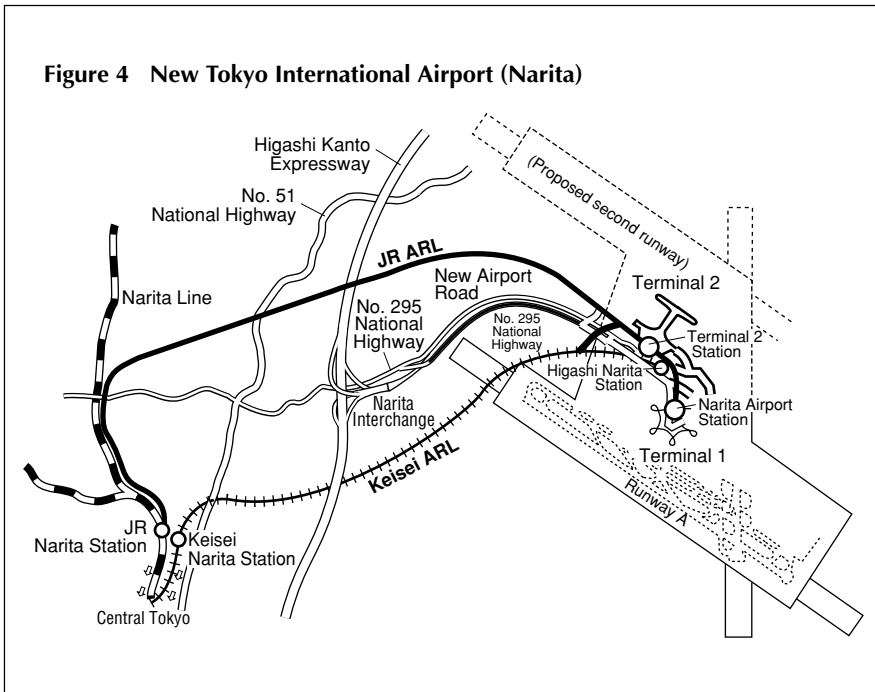 Figure 4 New Tokyo International Airport (Narita)
Higashi Kanto
Expressway
No. 51
National Highway
(Proposed second runway)
JR ARL
New Airport
Road
Terminal 2
Narita Line
No. 295
National
Highway
No. 295
National
Highway
Terminal 2
Station
Higashi Narita
Station
Narita
Interchange
Narita Airport
Station
Keisei ARL
Terminal 1
Runway A
JR
Narita Station
Keisei
Narita Station
Central Tokyo